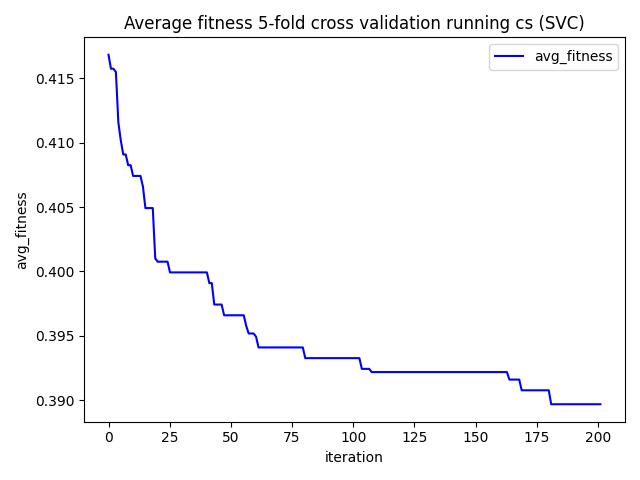 Average fitness 5-fold cross validation running cs (SVC)
avg_fitness
0.415
0.410
0.405
0.400
0.395
0.390
avg_fitness
0 25 50 75 100 125 150 175 200
iteration